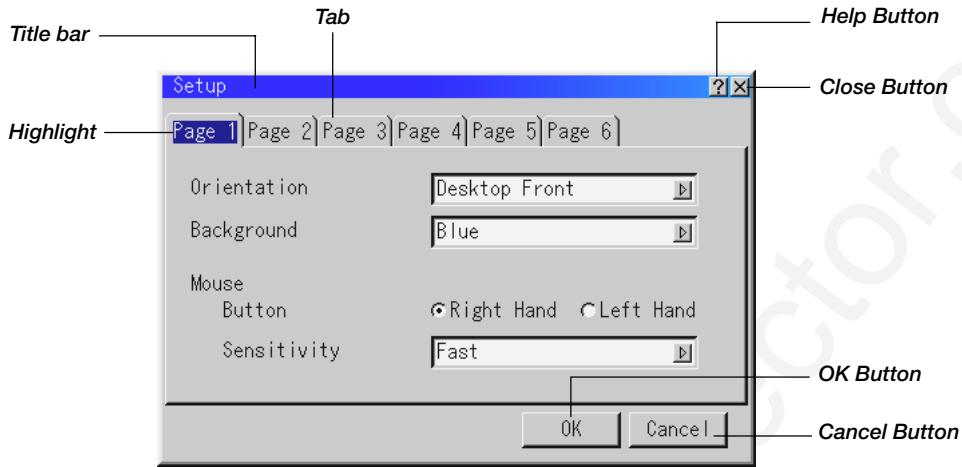 Tab
Help Button
Title bar
Setup
? ×
Close Button
Highlight
Page 1 Page 2 Page 3 Page 4 Page 5 Page 6
Orientation Desktop Front
Background Blue
Mouse
Button Right Hand Left Hand
Sensitivity Fast
OK Button
OK Cancel
Cancel Button
ector.c